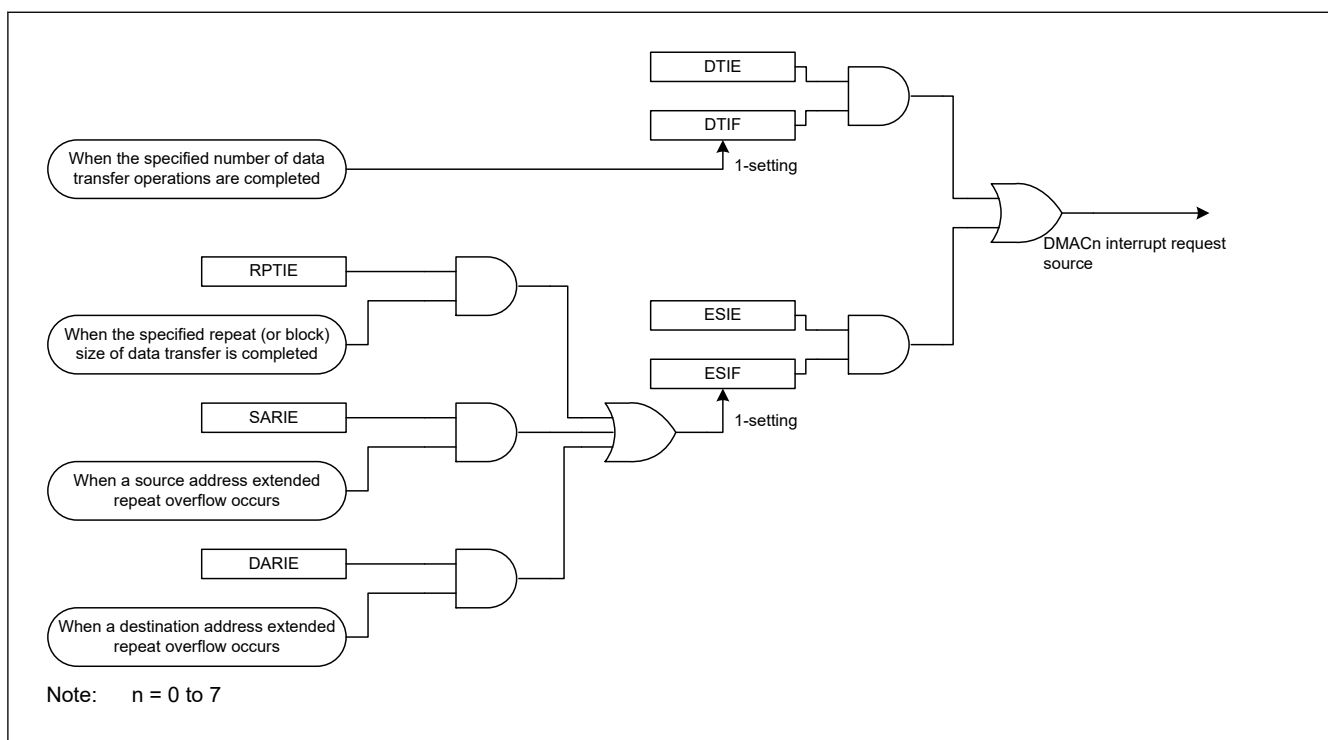 DTIE
DTIF
When the specified number of data
transfer operations are completed
1-setting
DMACn interrupt request
source
RPTIE
When the specified repeat (or block)
size of data transfer is completed
ESIE
ESIF
1-setting
SARIE
When a source address extended
repeat overflow occurs
DARIE
When a destination address extended
repeat overflow occurs
Note: n = 0 to 7